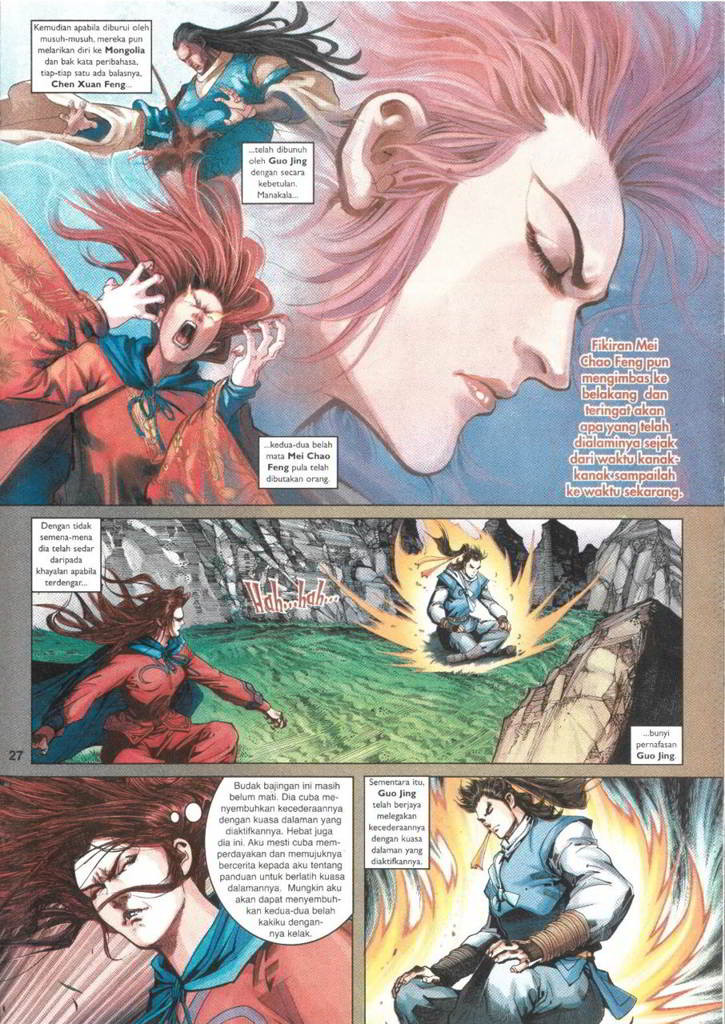 Kemudian apabila diburui oleh
musuh-musuh, mereka pun
melarikan diri ke Mongolia
dan bak kata peribahasa,
tiap-tiap satu ada balasnya,
Chen Xuan Feng...
...telah dibunuh
oleh Guo Jing
dengan secara
kebetulan.
Manakala...
...kedua-dua belah
mata Mei Chao
Feng pula telah
dibutakan orang.
Fikiran Mei
Chao Feng pun
mengimbas ke
belakang dan
teringat akan
apa yang telah
dialaminya sejak
dari waktu kanak-
kanak sampailah
ke waktu sekarang.
Dengan tidak
semena-mena
dia telah sedar
daripada
khayalan apabila
terdengar...
Hah...hah...
...bunyi
pernafasan
Guo Jing.
27
Budak bajingan ini masih
belum mati. Dia cuba me-
nyembuhkan kecederaannya
dengan kuasa dalaman yang
diaktifkannya. Hebat juga
dia ini. Aku mesti cuba mem-
perdayakan dan memujuknya
bercerita kepada aku tentang
panduan untuk berlatih kuasa
dalamannya. Mungkin aku
akan dapat menyembuh-
kan kedua-dua belah
kakiku dengan-
nya kelak.
Sementara itu,
Guo Jing
telah berjaya
melegakan
kecederaannya
dengan kuasa
dalaman yang
diaktifkannya.